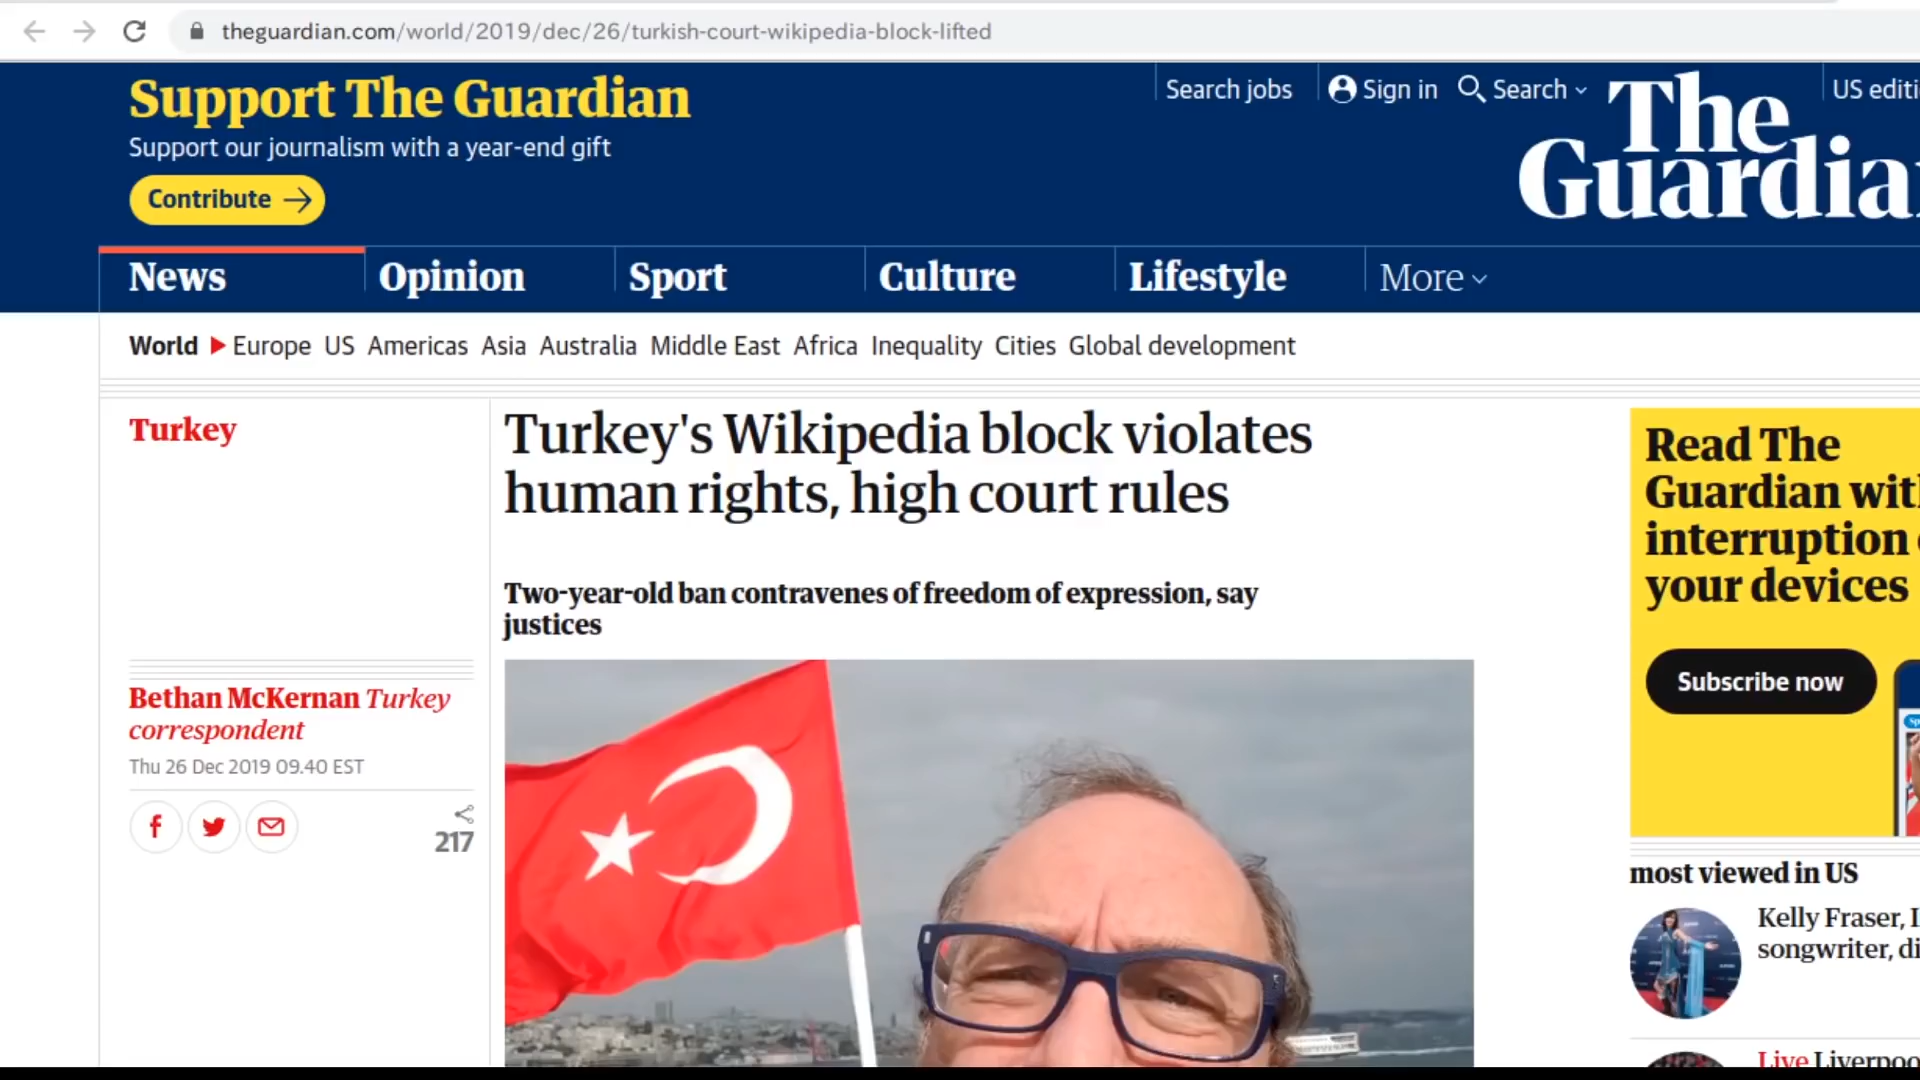 theguardian.com/world/2019/dec/26/turkish-court-wikipedia-block-lifted
Support The Guardian
Support our journalism with a year-end gift
Contribute
Search jobs
Sign in
Search
US editi
The
Guardia
News
Opinion
Sport
Culture
Lifestyle
More
World
Europe
US
Americas
Asia
Australia
Middle East
Africa
Inequality
Cities
Global development
Turkey
Turkey's Wikipedia block violates
human rights, high court rules
Two-year-old ban contravenes of freedom of expression, say
justices
Bethan McKernan Turkey
correspondent
Thu 26 Dec 2019 09.40 EST
217
Read The
Guardian wit
interruption
your devices
Subscribe now
most viewed in US
Kelly Fraser,
songwriter, di
Live Liverpoo